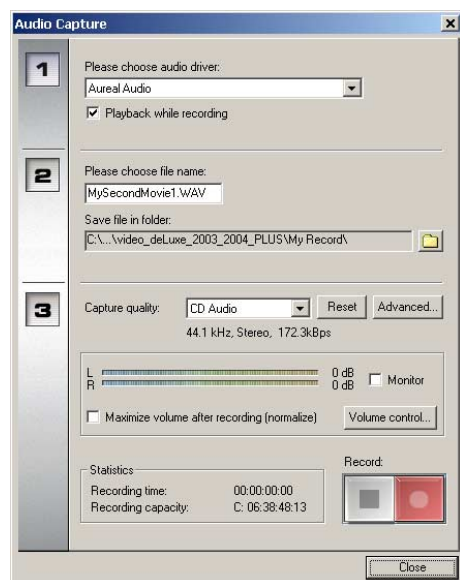 Audio Capture
1
Please choose audio driver:
Aureal Audio
Playback while recording
2
Please choose file name:
MySecondMovie1.WAV
Save file in folder:
C:\...\video_deLuxe_2003_2004_PLUS\My Record\
3
Capture quality: CD Audio Reset Advanced...
44.1 kHz, Stereo, 172.3kBps
L 0 dB
R 0 dB
Monitor
Maximize volume after recording (normalize) Volume control...
Statistics
Recording time: 00:00:00:00
Recording capacity: C: 06:38:48:13
Record:
Close